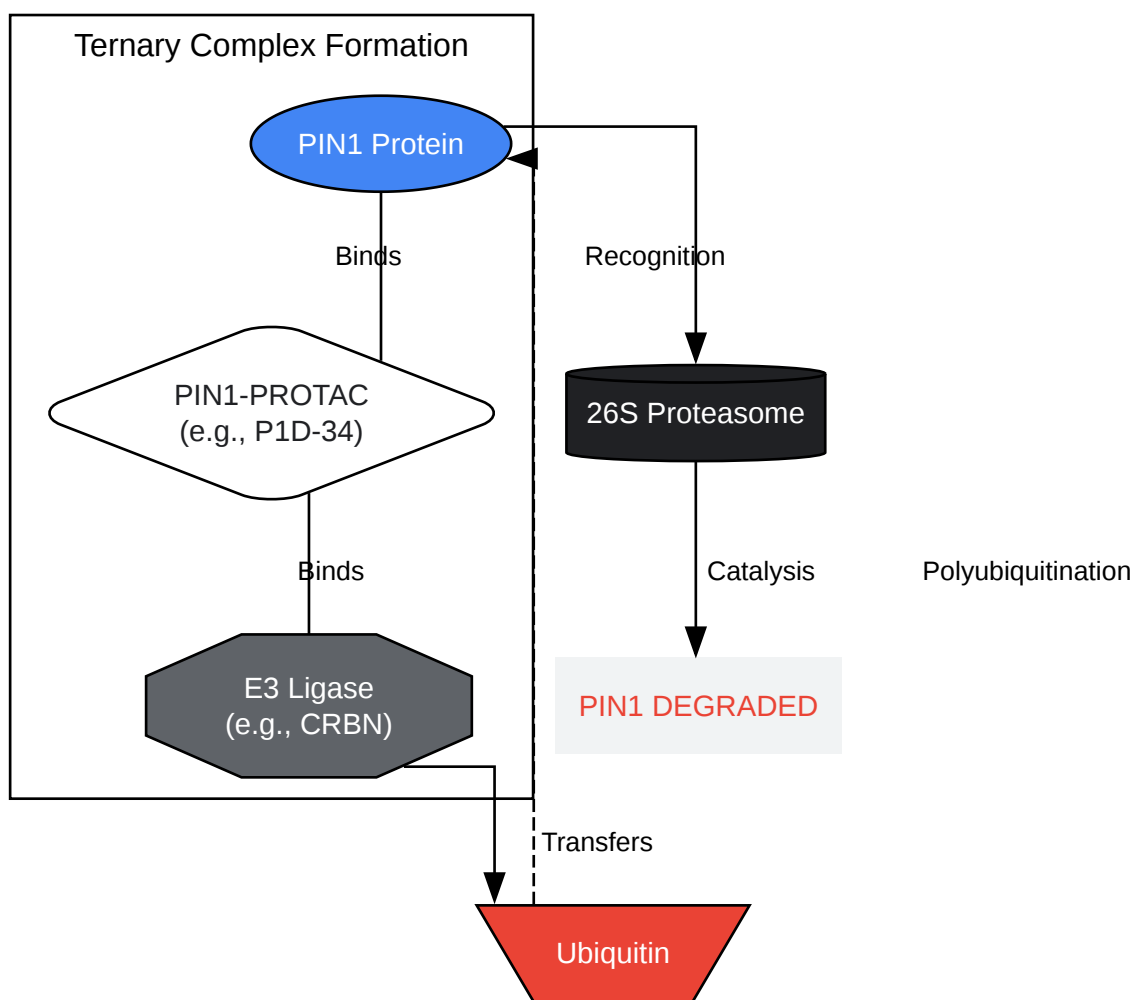 Ternary Complex Formation
PIN1 Protein
Binds
Recognition
PIN1-PROTAC
(e.g., P1D-34)
26S Proteasome
Binds
Catalysis
Polyubiquitination
E3 Ligase
(e.g., CRBN)
PIN1 DEGRADED
Transfers
Ubiquitin